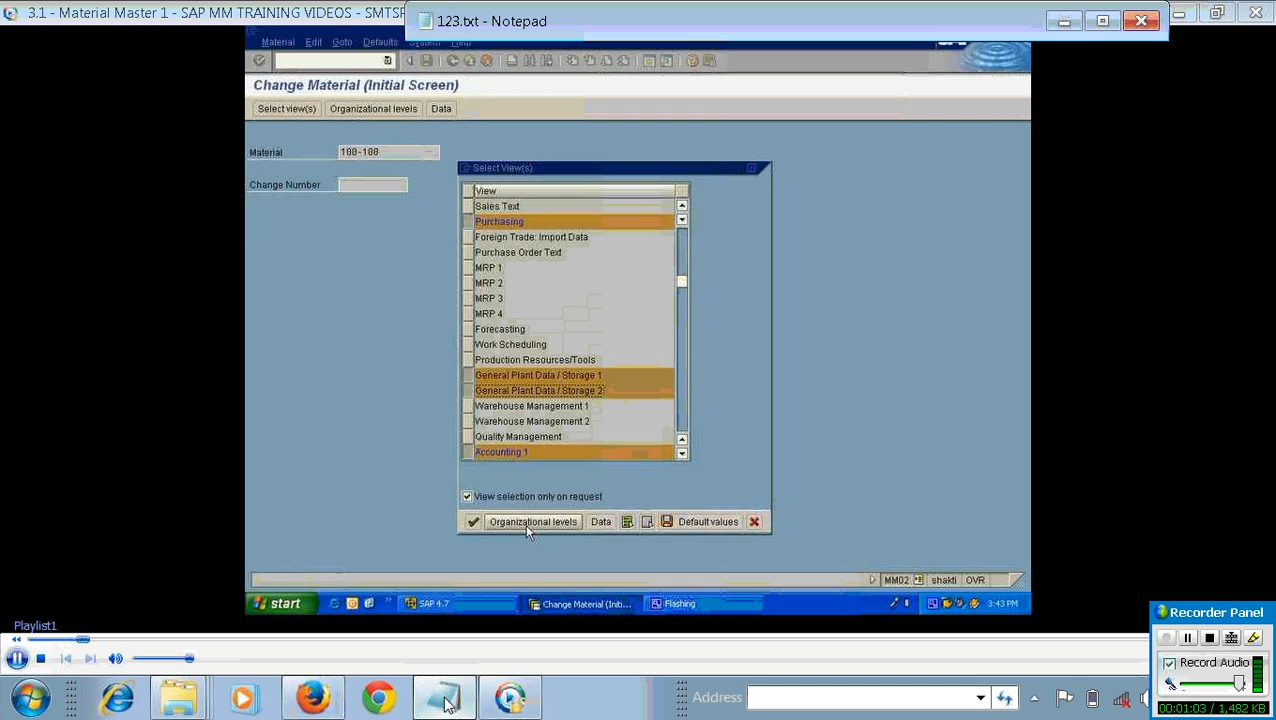 3.1 - Material Master 1 - SAP MM TRAINING VIDEOS - SMTSF
123.txt - Notepad
Material Edit Goto Defaults System Help
Change Material (Initial Screen)
Select view(s) Organizational levels Data
Material 100-100
Change Number
Select View(s)
View
Sales Text
Purchasing
Foreign Trade: Import Data
Purchase Order Text
MRP 1
MRP 2
MRP 3
MRP 4
Forecasting
Work Scheduling
Production Resources/Tools
General Plant Data / Storage 1
General Plant Data / Storage 2
Warehouse Management 1
Warehouse Management 2
Quality Management
Accounting 1
View selection only on request
Organizational levels Data Default values
MM02 shakti OVR
start SAP 4.7 Change Material (Initi... Flashing 3:43 PM
Playlist1
Recorder Panel
Record Audio
00:01:03 / 1,482 KB
Address